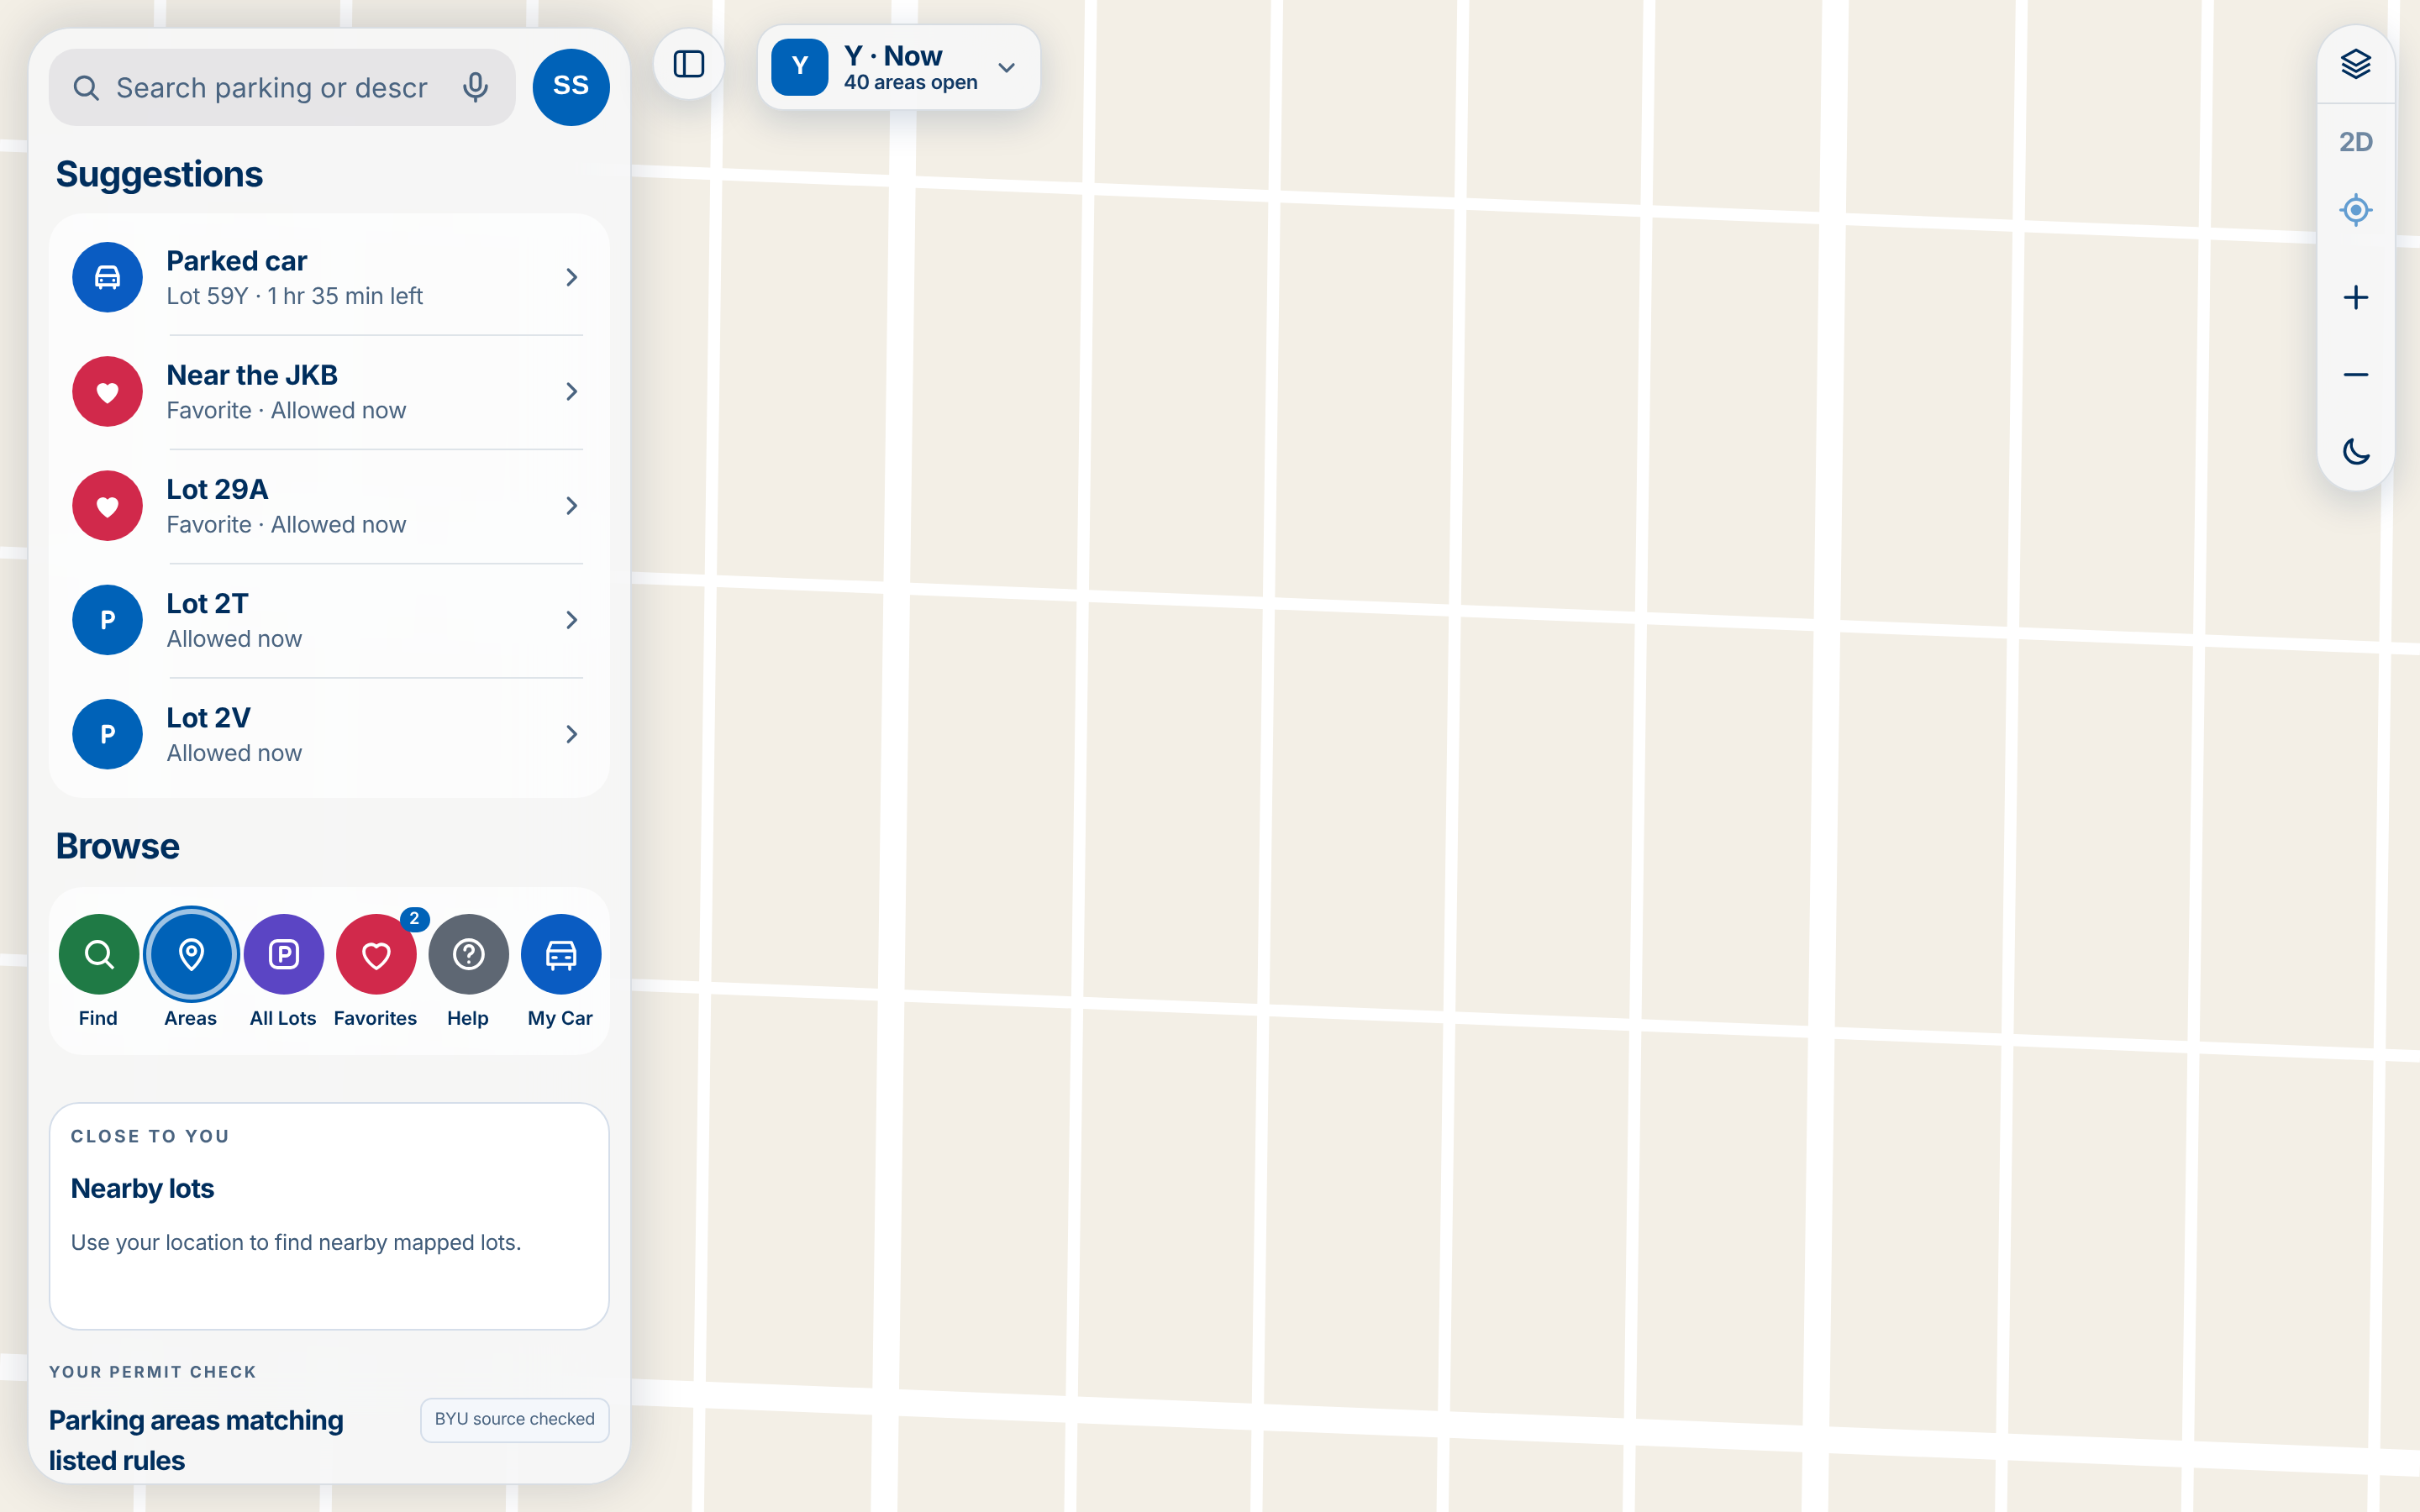 Search parking or descr
SS
Y
Y · Now
40 areas open
2D
Suggestions
Parked car
Lot 59Y · 1 hr 35 min left
Near the JKB
Favorite · Allowed now
Lot 29A
Favorite · Allowed now
P
Lot 2T
Allowed now
P
Lot 2V
Allowed now
Browse
P
2
Find
Areas
All Lots
Favorites
Help
My Car
CLOSE TO YOU
Nearby lots
Use your location to find nearby mapped lots.
YOUR PERMIT CHECK
Parking areas matching
listed rules
BYU source checked